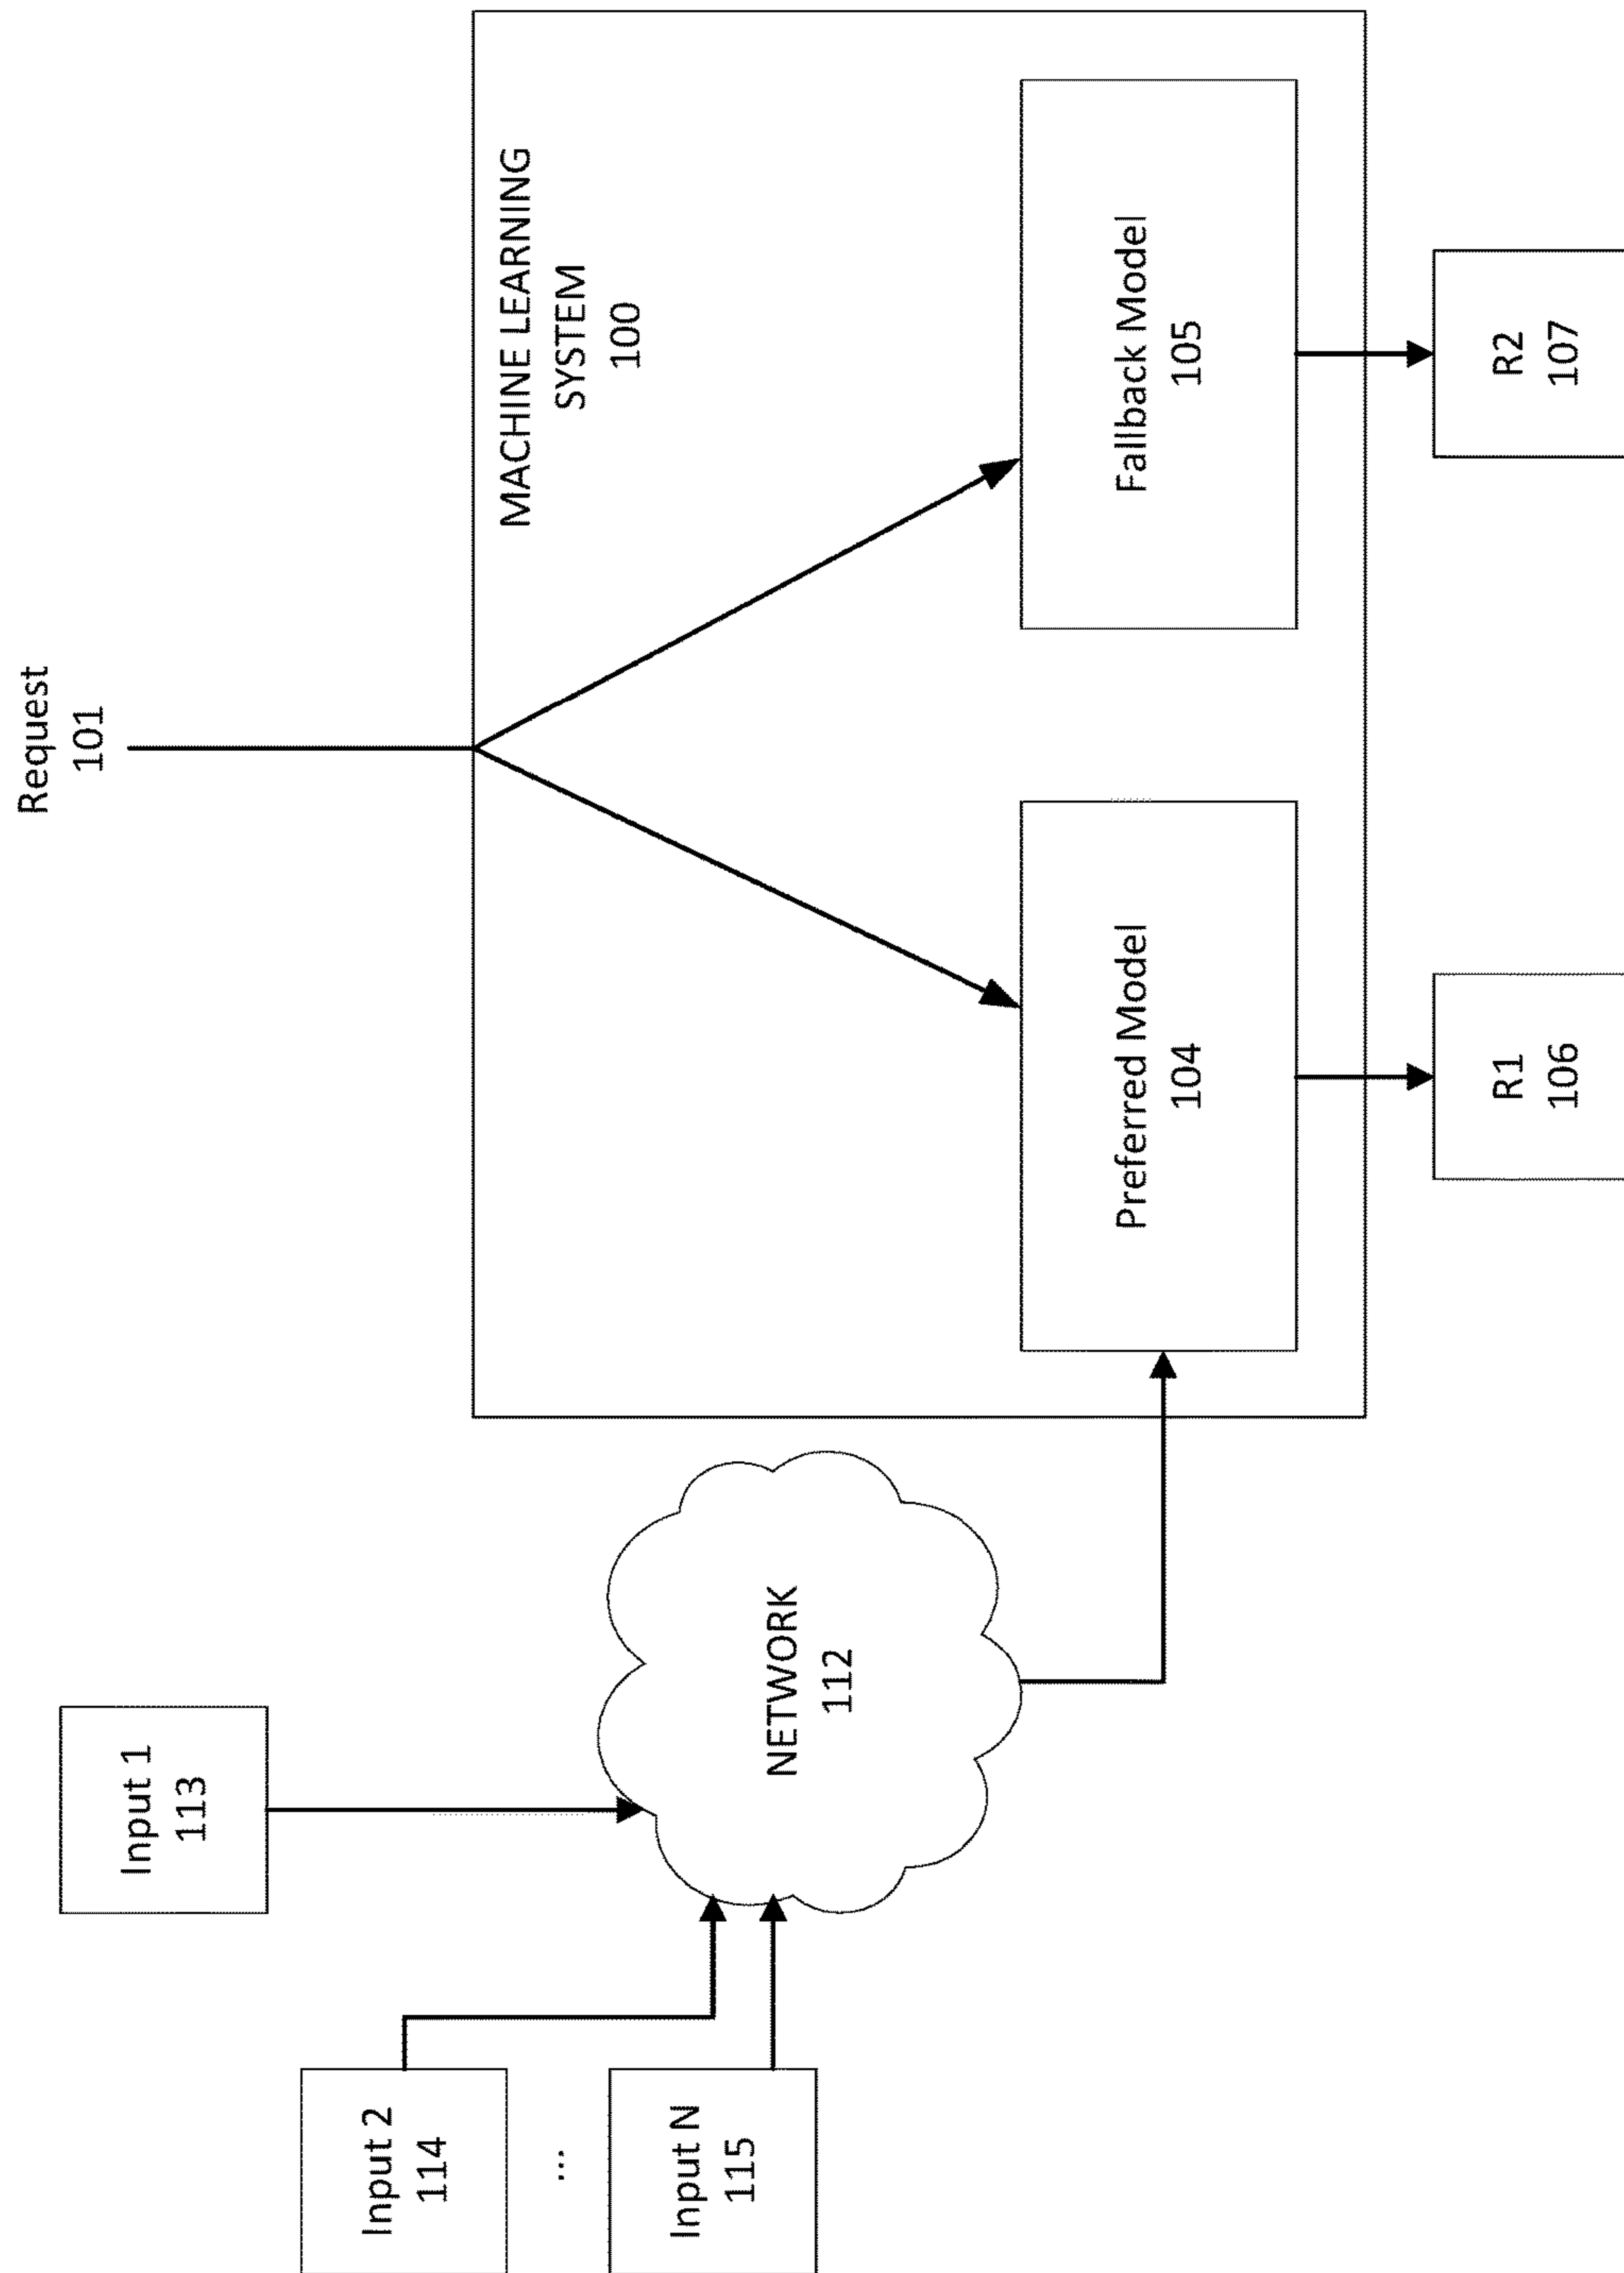 Request
101
MACHINE LEARNING
SYSTEM
100
Input 1
113
Input 2
114
...
Input N
115
NETWORK
112
Preferred Model
104
Fallback Model
105
R1
106
R2
107